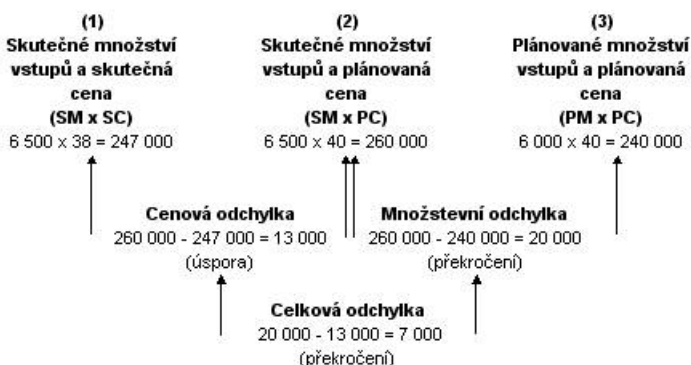 (1)
Skutečné množství
vstupů a skutečná
cena
(SM x SC)
6 500 x 38 = 247 000
(2)
Skutečné množství
vstupů a plánovaná
cena
(SM x PC)
6 500 x 40 = 260 000
(3)
Plánované množství
vstupů a plánovaná
cena
(PM x PC)
6 000 x 40 = 240 000
Cenová odchylka
260 000 - 247 000 = 13 000
(úspora)
Množstevní odchylka
260 000 - 240 000 = 20 000
(překročení)
Celková odchylka
20 000 - 13 000 = 7 000
(překročení)